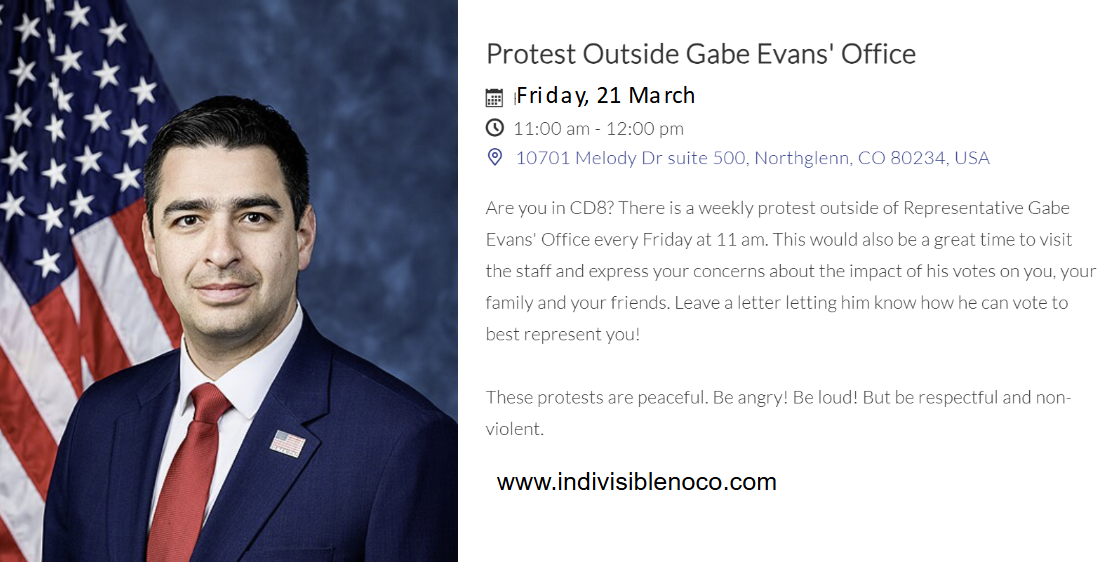 Protest Outside Gabe Evans' Office
Friday, 21 March
11:00 am - 12:00 pm
10701 Melody Dr suite 500, Northglenn, CO 80234, USA
Are you in CD8? There is a weekly protest outside of Representative Gabe
Evans' Office every Friday at 11 am. This would also be a great time to visit
the staff and express your concerns about the impact of his votes on you, your
family and your friends. Leave a letter letting him know how he can vote to
best represent you!
These protests are peaceful. Be angry! Be loud! But be respectful and non-
violent.
www.indivisiblenoco.com